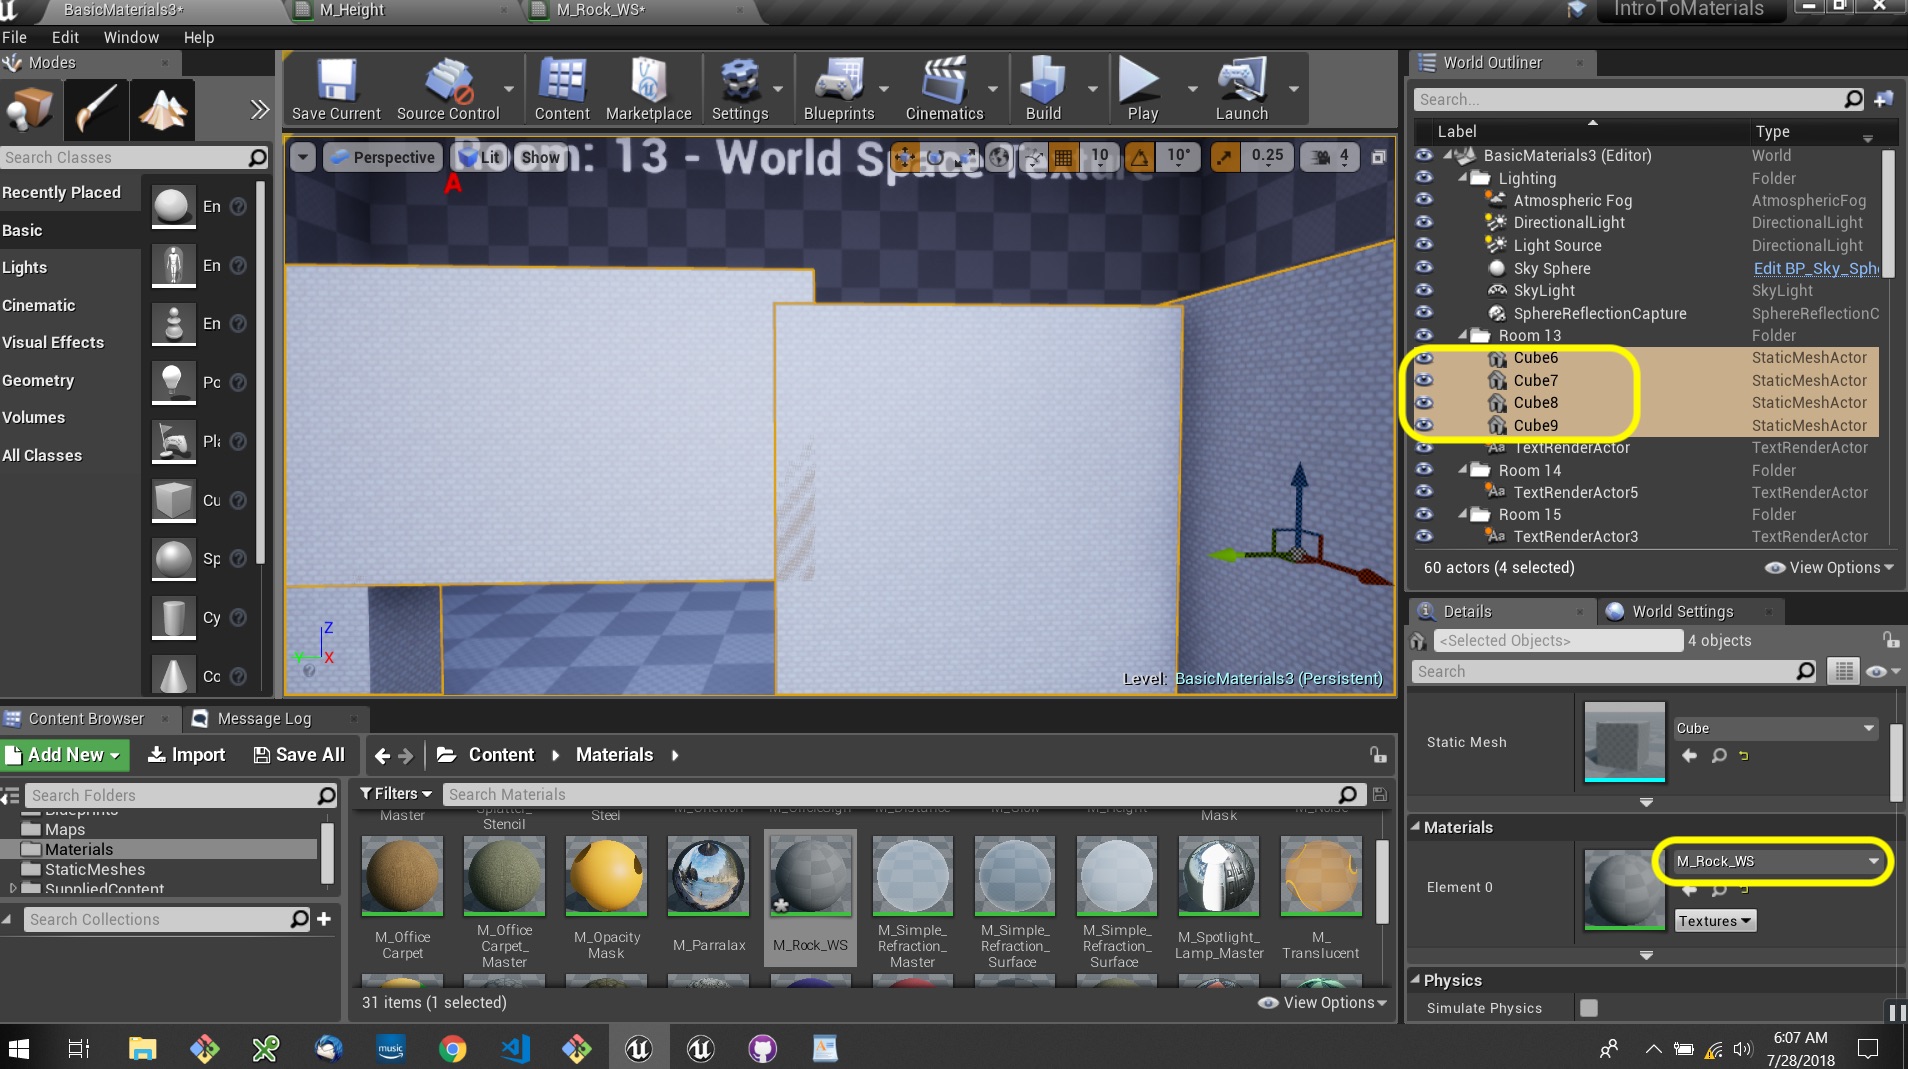 BasicMaterials3*
M_Height
M_Rock_WS*
IntroToMaterials
File Edit Window Help
Modes
Search Classes
Recently Placed
Basic
Lights
Cinematic
Visual Effects
Geometry
Volumes
All Classes
En
En
En
Po
Pla
Cu
Sp
Cy
Co
Save Current
Source Control
Content
Marketplace
Settings
Blueprints
Cinematics
Build
Play
Launch
Perspective
Lit
Show
10
10°
0.25
4
Room: 13 - World Space Texture
A
Z
Y
X
Level: BasicMaterials3 (Persistent)
World Outliner
Search...
Label Type
BasicMaterials3 (Editor) World
Lighting Folder
Atmospheric Fog AtmosphericFog
DirectionalLight DirectionalLight
Light Source DirectionalLight
Sky Sphere Edit BP_Sky_Sph
SkyLight SkyLight
SphereReflectionCapture SphereReflectionC
Room 13 Folder
Cube6 StaticMeshActor
Cube7 StaticMeshActor
Cube8 StaticMeshActor
Cube9 StaticMeshActor
TextRenderActor TextRenderActor
Room 14 Folder
TextRenderActor5 TextRenderActor
Room 15 Folder
TextRenderActor3 TextRenderActor
60 actors (4 selected)
View Options
Details
World Settings
<Selected Objects> 4 objects
Search
Static Mesh
Cube
Materials
Element 0
M_Rock_WS
Textures
Physics
Simulate Physics
Content Browser
Message Log
Add New
Import
Save All
Content
Materials
Search Folders
Blueprints
Maps
Materials
StaticMeshes
SuppliedContent
Search Collections
Filters
Search Materials
Master
Splatter_
Stencil
Steel
Mask
M_Office
Carpet
M_Office
Carpet_
Master
M_Opacity
Mask
M_Parralax
M_Rock_WS
M_Simple_
Refraction_
Master
M_Simple_
Refraction_
Surface
M_Simple_
Refraction_
Surface
M_Spotlight_
Lamp_Master
M_
Translucent
31 items (1 selected)
View Options
music
6:07 AM
7/28/2018